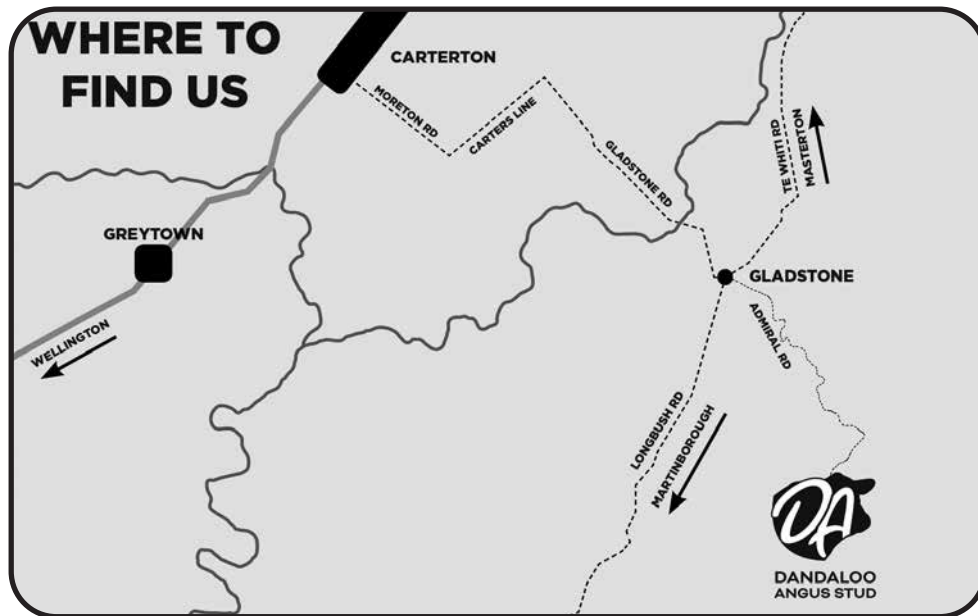 WHERE TO
FIND US
CARTERTON
MORETON RD
CARTERS LINE
GLADSTONE RD
TE WHITI RD
MASTERTON
GREYTOWN
GLADSTONE
WELLINGTON
ADMIRAL RD
LONGBUSH RD
MARTINBOROUGH
DA
DANDALOO
ANGUS STUD